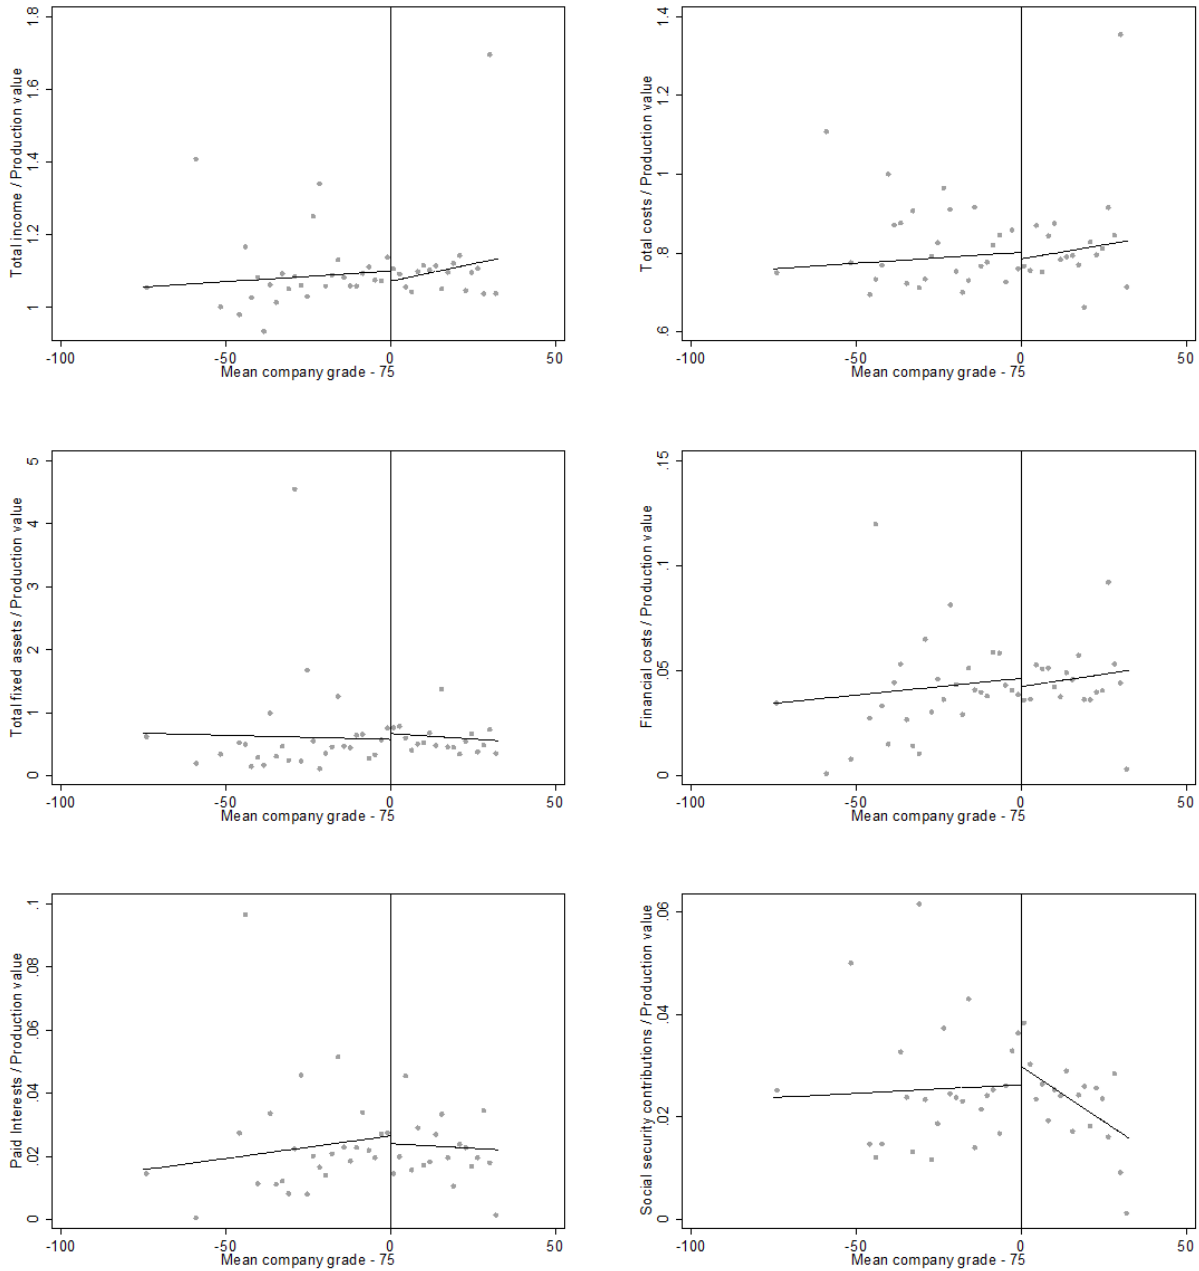 Total income / Production value
1 1.2 1.4 1.6 1.8
-100 -50 0 50
Mean company grade - 75
Total costs / Production value
.6 .8 1 1.2 1.4
-100 -50 0 50
Mean company grade - 75
Total fixed assets / Production value
0 1 2 3 4 5
-100 -50 0 50
Mean company grade - 75
Financial costs / Production value
0 .05 .1 .15
-100 -50 0 50
Mean company grade - 75
Paid Interests / Production value
0 .02 .04 .06 .08 .1
-100 -50 0 50
Mean company grade - 75
Social security contributions / Production value
0 .02 .04 .06
-100 -50 0 50
Mean company grade - 75